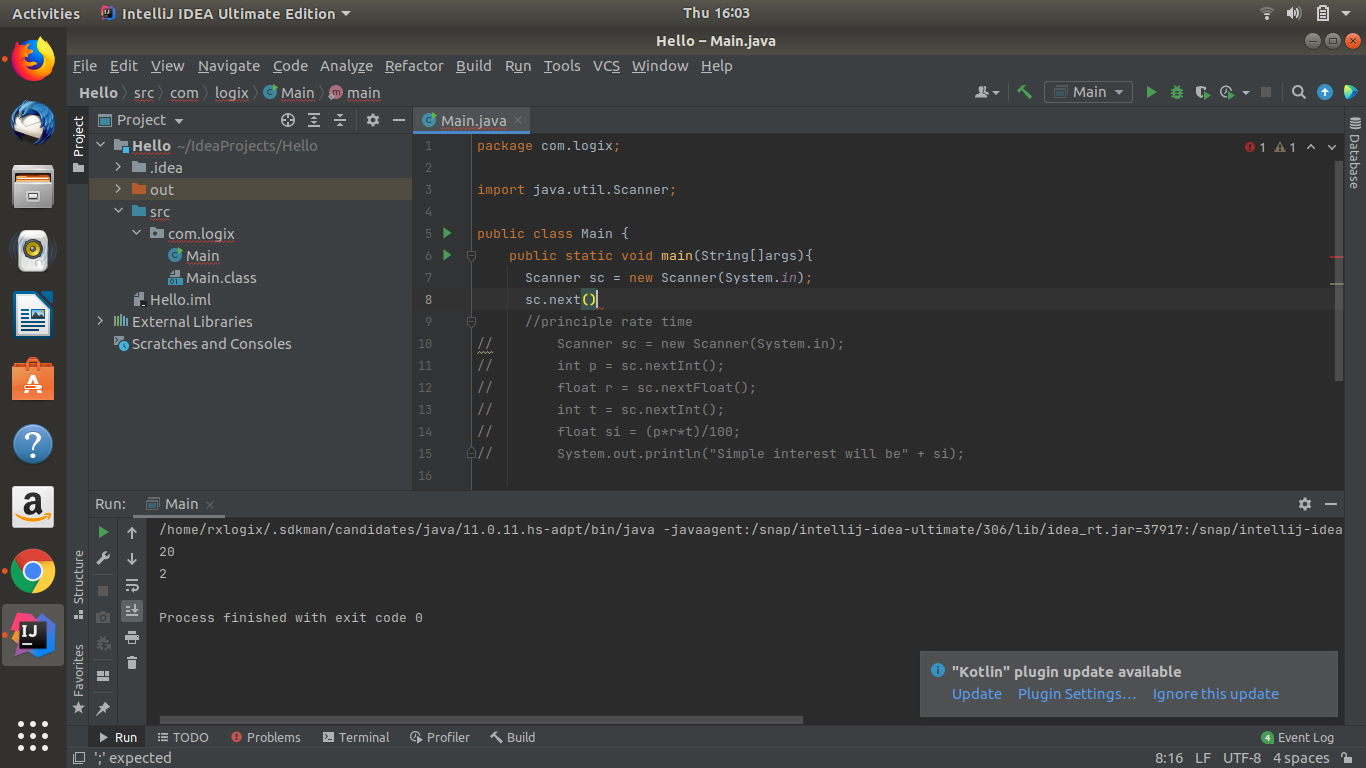 Activities IntelliJ IDEA Ultimate Edition Thu 16:03
Hello – Main.java
File Edit View Navigate Code Analyze Refactor Build Run Tools VCS Window Help
Hello src com logix Main main Main
Project Project Main.java
Hello ~/IdeaProjects/Hello
.idea
out
src
com.logix
Main
Main.class
Hello.iml
External Libraries
Scratches and Consoles
1 package com.logix;
2
3 import java.util.Scanner;
4
5 public class Main {
6 public static void main(String[]args){
7 Scanner sc = new Scanner(System.in);
8 sc.next()
9 //principle rate time
10 // Scanner sc = new Scanner(System.in);
11 // int p = sc.nextInt();
12 // float r = sc.nextFloat();
13 // int t = sc.nextInt();
14 // float si = (p*r*t)/100;
15 // System.out.println("Simple interest will be" + si);
16
1 1
Database
Run: Main
/home/rxlogix/.sdkman/candidates/java/11.0.11.hs-adpt/bin/java -javaagent:/snap/intellij-idea-ultimate/306/lib/idea_rt.jar=37917:/snap/intellij-idea
20
2
Process finished with exit code 0
Structure
Favorites
"Kotlin" plugin update available
Update Plugin Settings... Ignore this update
Run TODO Problems Terminal Profiler Build 4 Event Log
';' expected 8:16 LF UTF-8 4 spaces